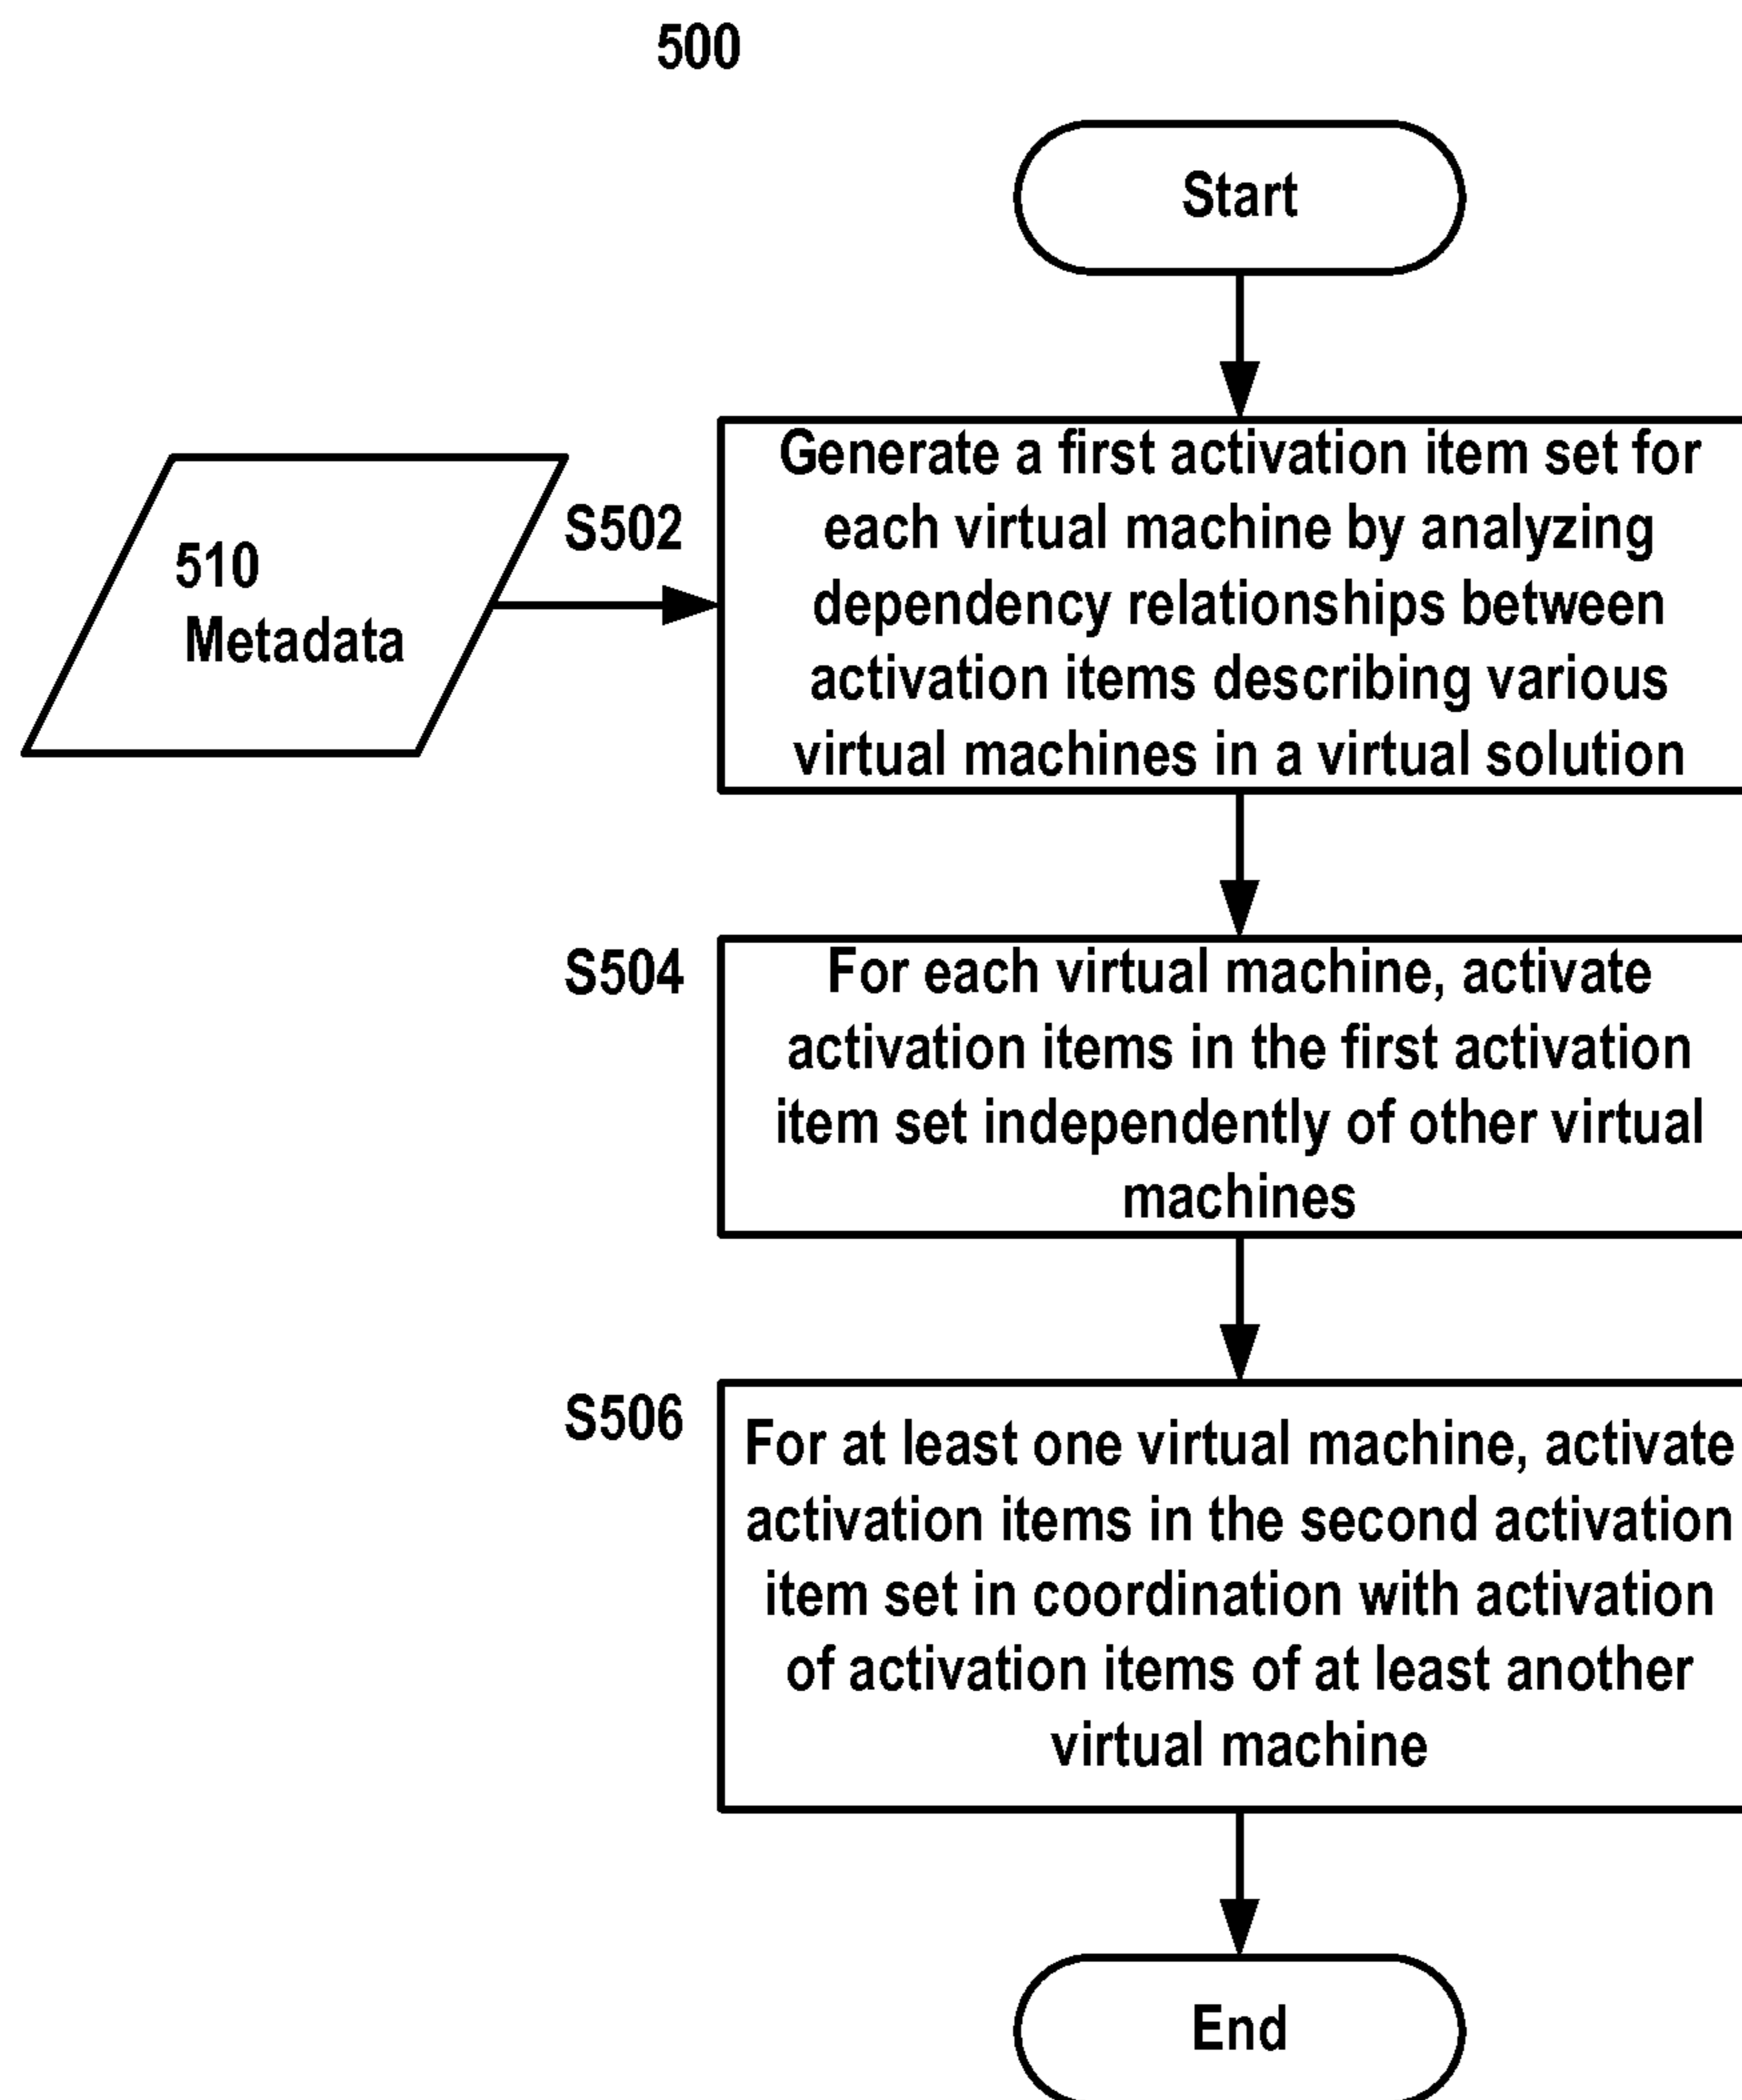 500
Start
510
Metadata
S502
Generate a first activation item set for
each virtual machine by analyzing
dependency relationships between
activation items describing various
virtual machines in a virtual solution
S504
For each virtual machine, activate
activation items in the first activation
item set independently of other virtual
machines
S506
For at least one virtual machine, activate
activation items in the second activation
item set in coordination with activation
of activation items of at least another
virtual machine
End